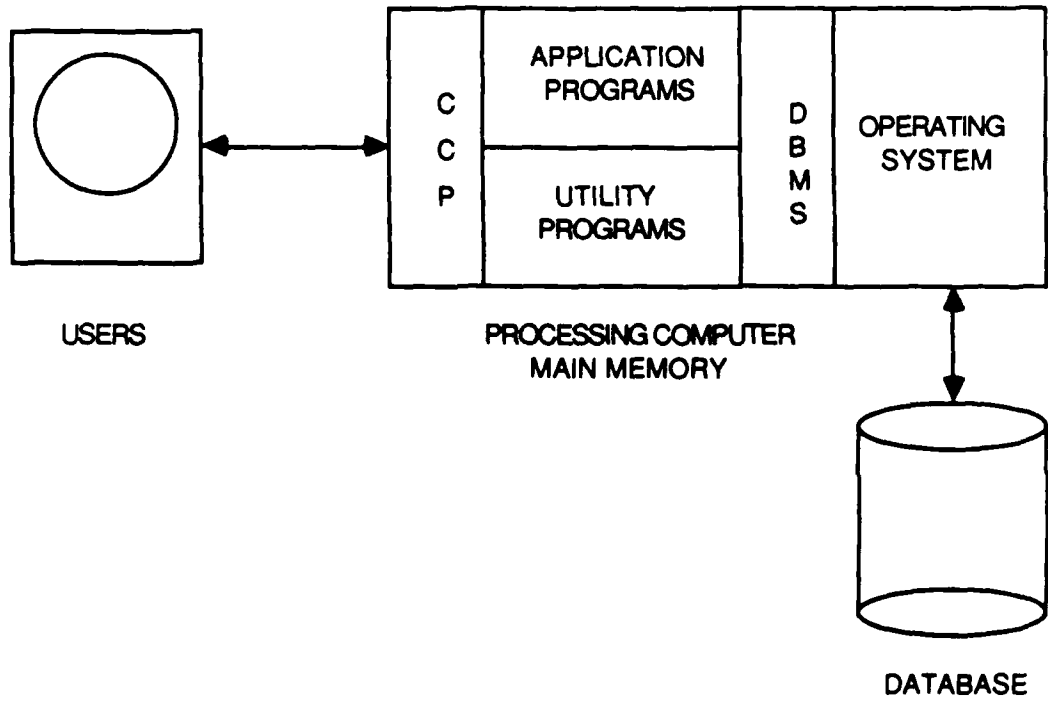 APPLICATION
PROGRAMS
C
C
P
UTILITY
PROGRAMS
D
B
M
S
OPERATING
SYSTEM
USERS
PROCESSING COMPUTER
MAIN MEMORY
DATABASE